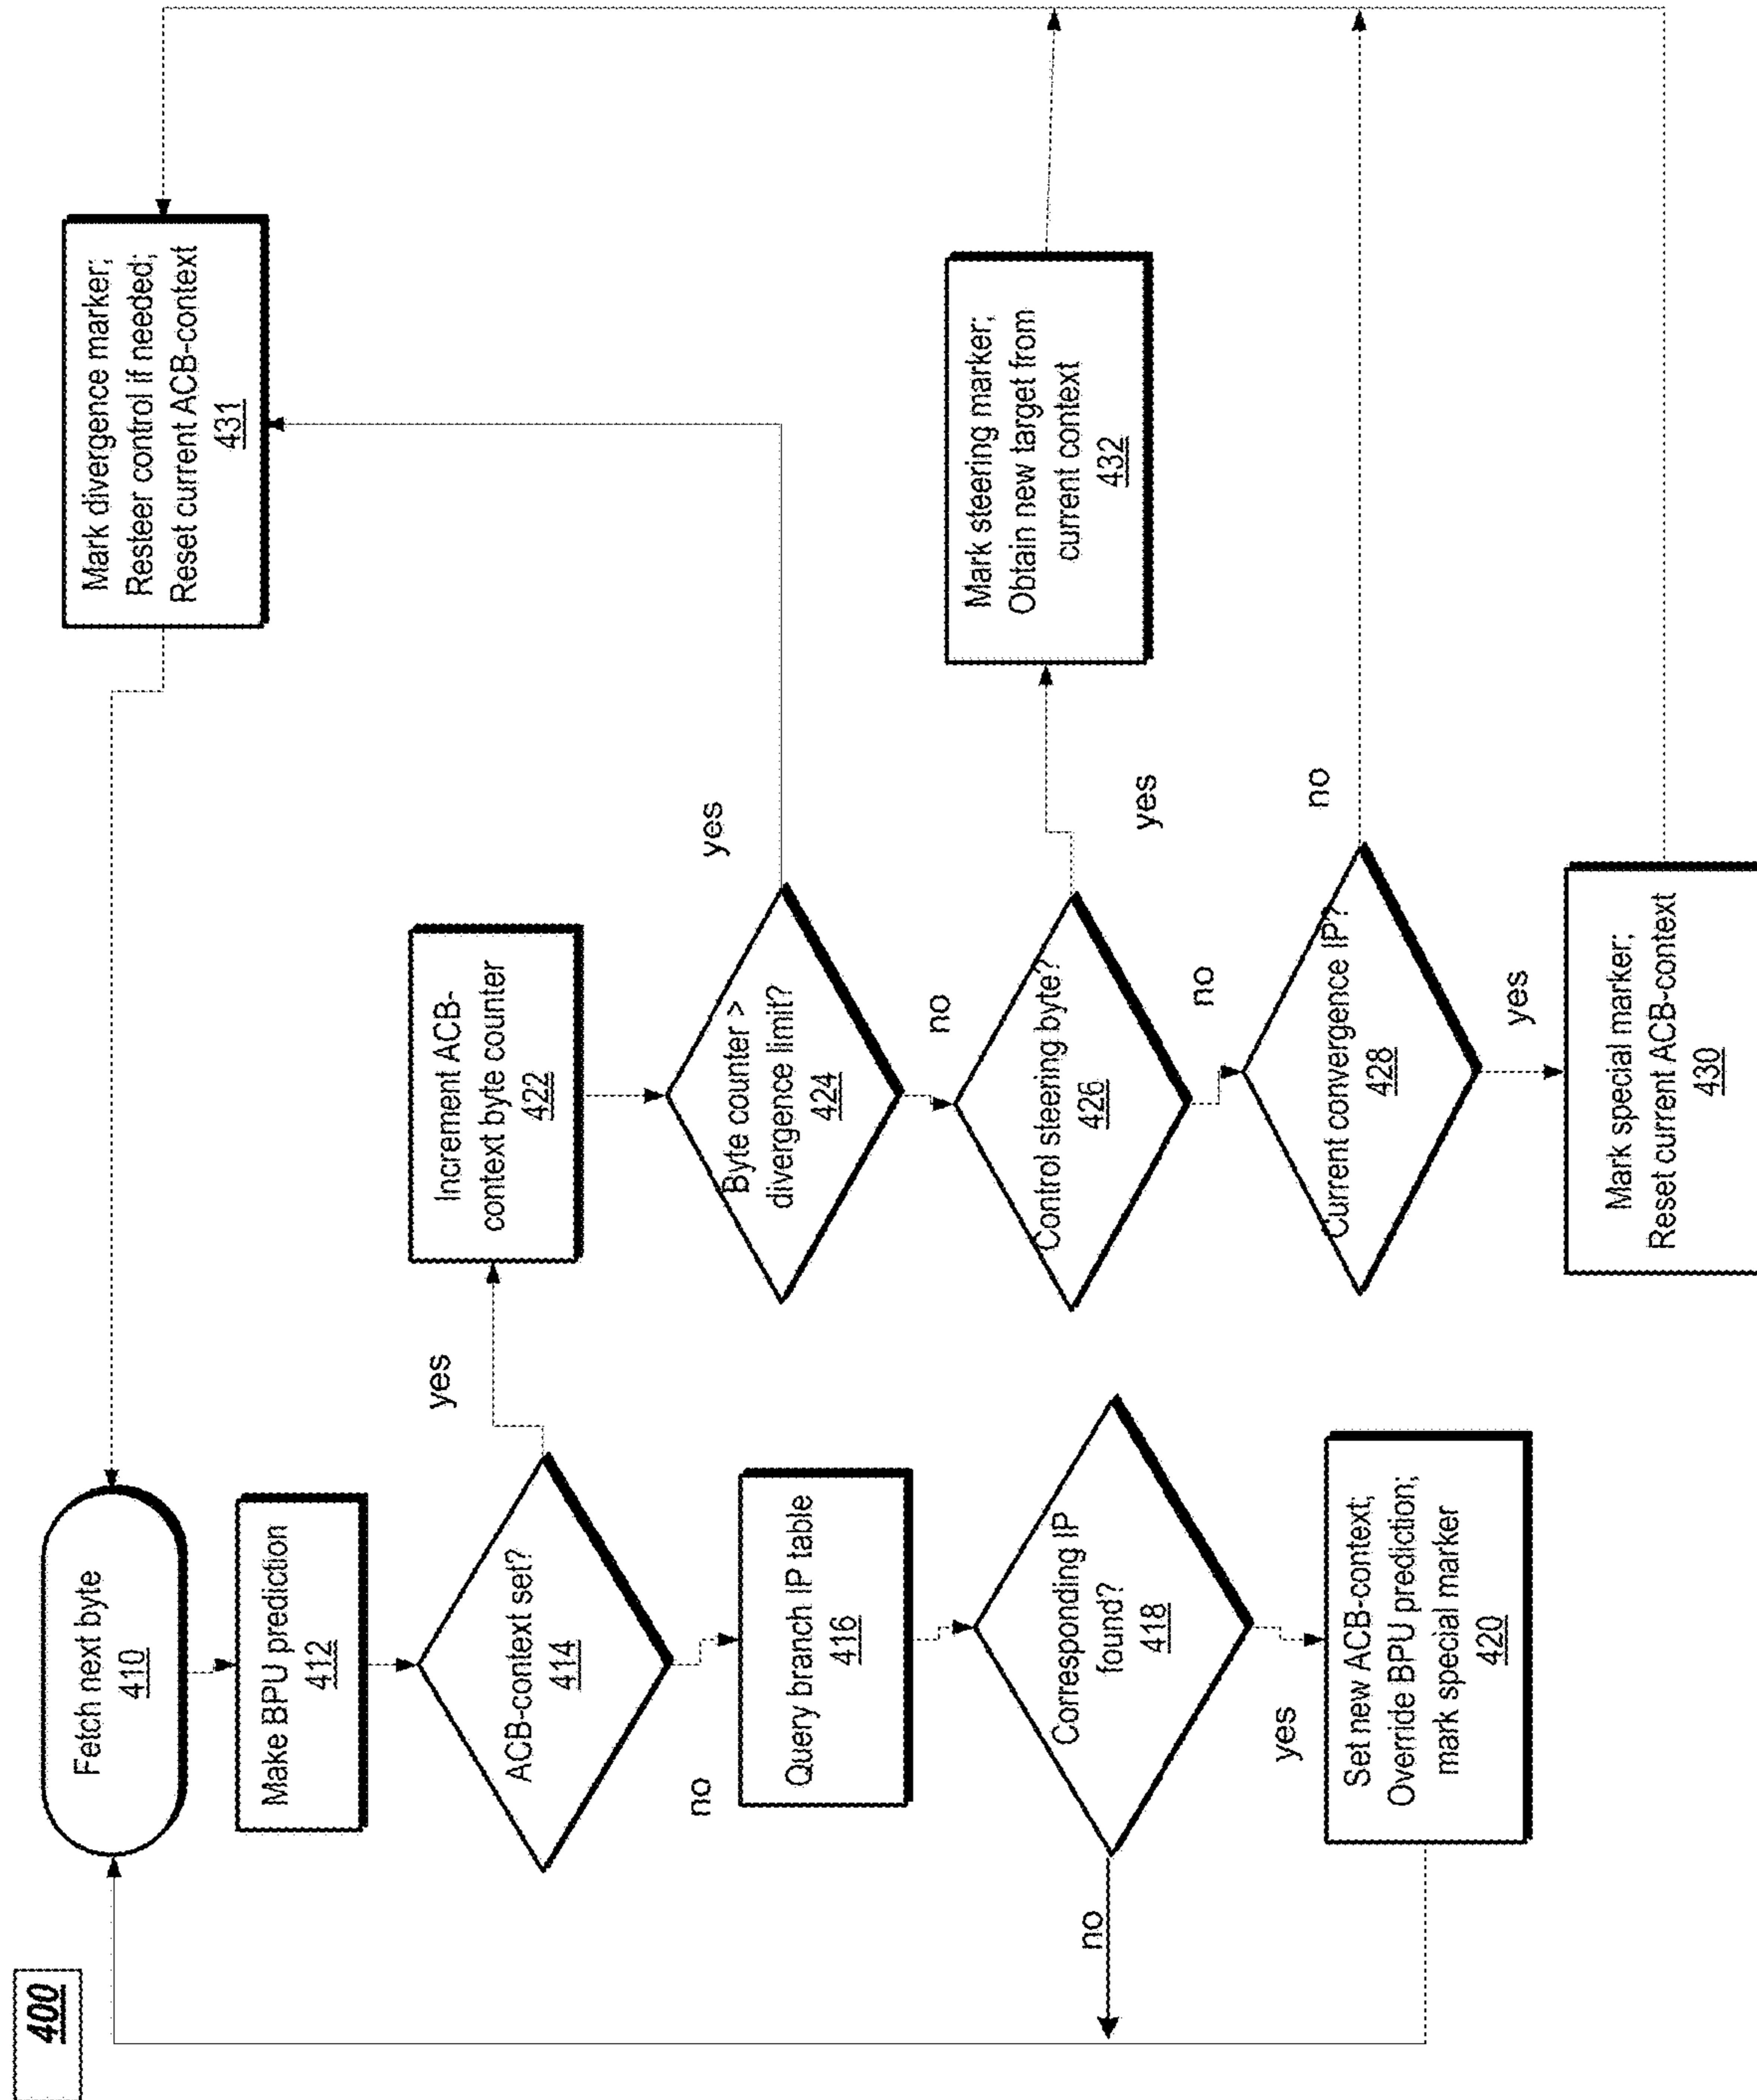 400
Fetch next byte
410
Make BPU prediction
412
ACB-context set?
414
yes
no
Query branch IP table
416
Corresponding IP
found?
418
no
yes
Set new ACB-context;
Override BPU prediction;
mark special marker
420
Increment ACB-
context byte counter
422
Byte counter >
divergence limit?
424
yes
no
Control steering byte?
426
yes
no
Current convergence IP?
428
no
yes
Mark special marker;
Reset current ACB-context
430
Mark divergence marker;
Resteer control if needed;
Reset current ACB-context
431
Mark steering marker;
Obtain new target from
current context
432